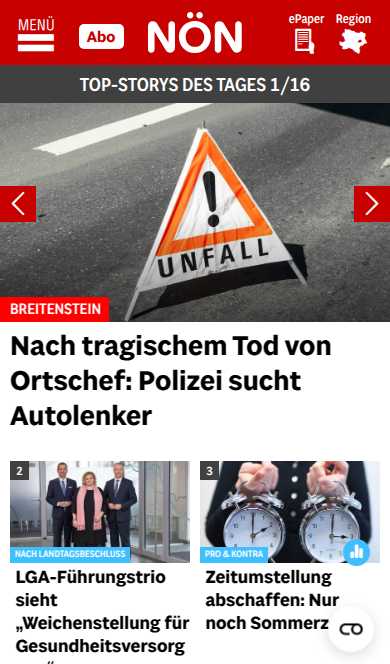 MENÜ
Abo
NÖN
ePaper
Region
TOP-STORYS DES TAGES 1/16
UNFALL
BREITENSTEIN
Nach tragischem Tod von
Ortschef: Polizei sucht
Autolenker
2
NACH LANDTAGSBESCHLUSS
LGA-Führungstrio
sieht
„Weichenstellung für
Gesundheitsversorg
3
PRO & KONTRA
Zeitumstellung
abschaffen: Nur
noch Sommerz